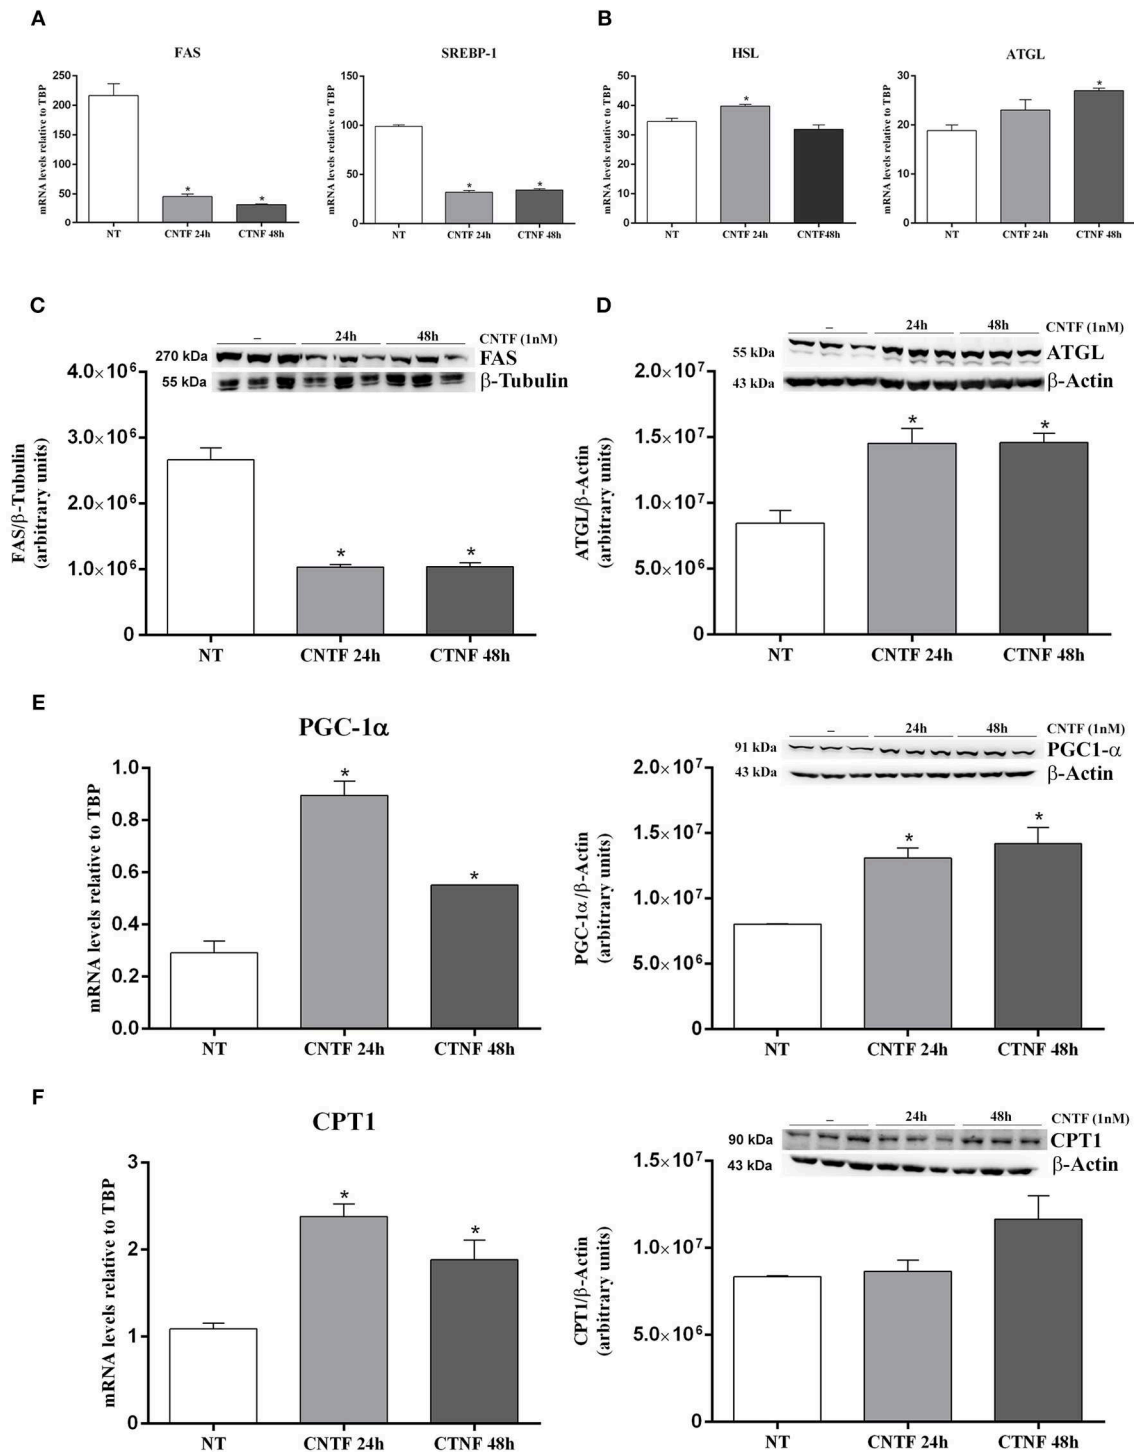 A
B
FAS
mRNA levels relative to TBP
250
200
150
100
50
0
*
*
NT
CNTF 24h
CTNF 48h
SREBP-1
mRNA levels relative to TBP
150
100
50
0
*
*
NT
CNTF 24h
CTNF 48h
HSL
mRNA levels relative to TBP
50
40
30
20
10
0
*
NT
CNTF 24h
CNTF48h
ATGL
mRNA levels relative to TBP
30
20
10
0
*
NT
CNTF 24h
CTNF 48h
C
– 24h 48h CNTF (1nM)
270 kDa FAS
55 kDa β-Tubulin
FAS/β-Tubulin
(arbitrary units)
4.0×10⁶
3.0×10⁶
2.0×10⁶
1.0×10⁶
0
*
*
NT
CNTF 24h
CTNF 48h
D
– 24h 48h CNTF (1nM)
55 kDa ATGL
43 kDa β-Actin
ATGL/β-Actin
(arbitrary units)
2.0×10⁷
1.5×10⁷
1.0×10⁷
5.0×10⁶
0
*
*
NT
CNTF 24h
CTNF 48h
E
PGC-1α
mRNA levels relative to TBP
1.0
0.8
0.6
0.4
0.2
0.0
*
*
NT
CNTF 24h
CTNF 48h
– 24h 48h CNTF (1nM)
91 kDa PGC1-α
43 kDa β-Actin
PGC-1α/β-Actin
(arbitrary units)
2.0×10⁷
1.5×10⁷
1.0×10⁷
5.0×10⁶
0
*
*
NT
CNTF 24h
CTNF 48h
F
CPT1
mRNA levels relative to TBP
3
2
1
0
*
*
NT
CNTF 24h
CTNF 48h
– 24h 48h CNTF (1nM)
90 kDa CPT1
43 kDa β-Actin
CPT1/β-Actin
(arbitrary units)
1.5×10⁷
1.0×10⁷
5.0×10⁶
0
NT
CNTF 24h
CTNF 48h